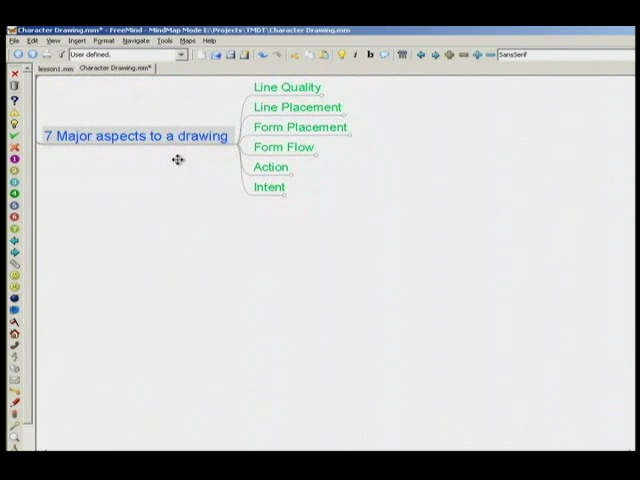 Character Drawing.mm* - FreeMind - MindMap Mode E:\Projects\TMDT\Character Drawing.mm
File Edit View Insert Format Navigate Tools Maps Help
User defined.
SansSerif
lesson1.mm Character Drawing.mm*
Line Quality
Line Placement
7 Major aspects to a drawing
Form Placement
Form Flow
Action
Intent